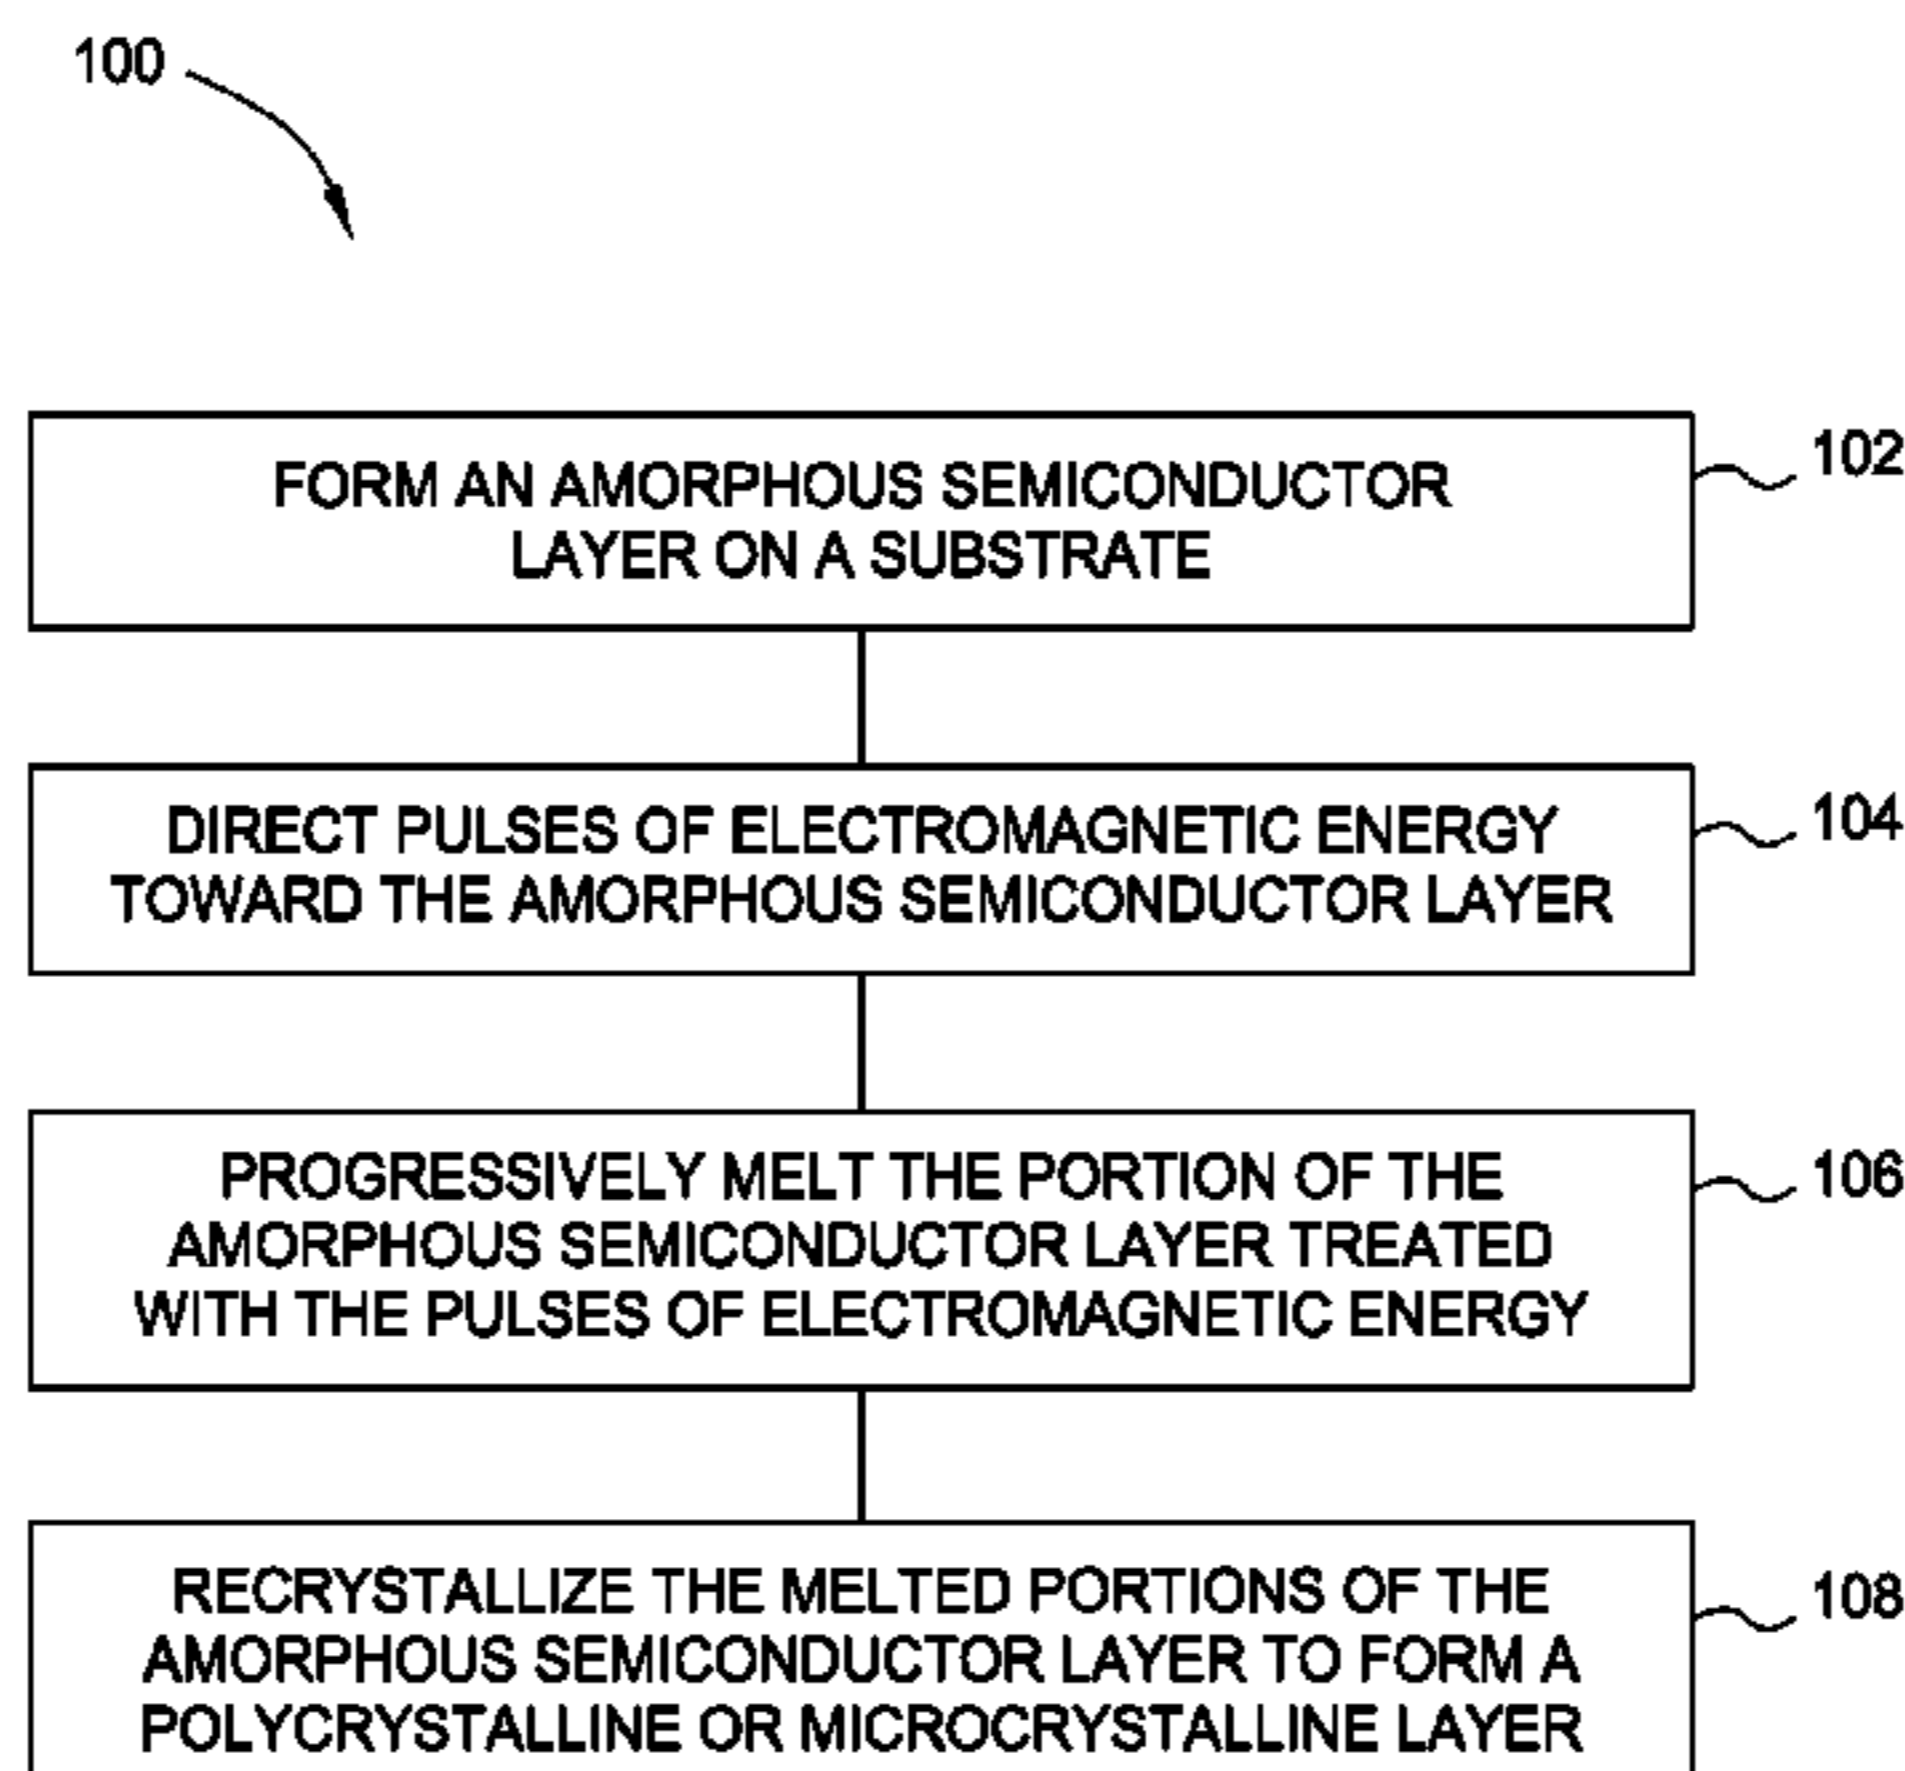 100
FORM AN AMORPHOUS SEMICONDUCTOR
LAYER ON A SUBSTRATE
102
DIRECT PULSES OF ELECTROMAGNETIC ENERGY
TOWARD THE AMORPHOUS SEMICONDUCTOR LAYER
104
PROGRESSIVELY MELT THE PORTION OF THE
AMORPHOUS SEMICONDUCTOR LAYER TREATED
WITH THE PULSES OF ELECTROMAGNETIC ENERGY
106
RECRYSTALLIZE THE MELTED PORTIONS OF THE
AMORPHOUS SEMICONDUCTOR LAYER TO FORM A
POLYCRYSTALLINE OR MICROCRYSTALLINE LAYER
108